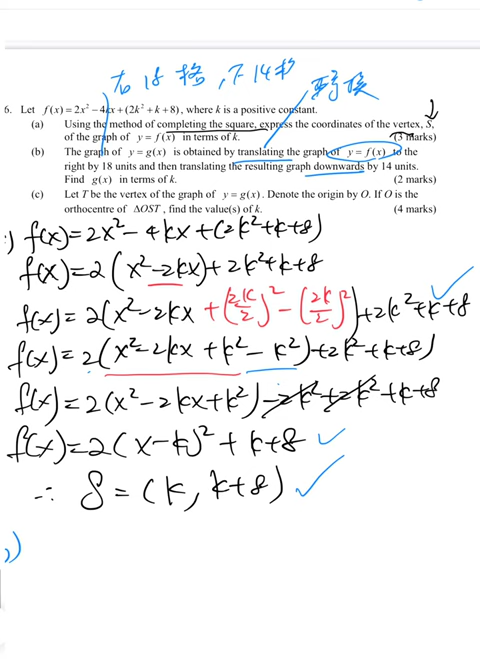 右18格,下14格
6. Let f(x) = 2x² − 4kx + (2k² + k + 8), where k is a positive constant.
(a) Using the method of completing the square, express the coordinates of the vertex, S,
of the graph of y = f(x) in terms of k. (3 marks)
(b) The graph of y = g(x) is obtained by translating the graph of y = f(x) to the
right by 18 units and then translating the resulting graph downwards by 14 units.
Find g(x) in terms of k. (2 marks)
(c) Let T be the vertex of the graph of y = g(x). Denote the origin by O. If O is the
orthocentre of ΔOST, find the value(s) of k. (4 marks)
f(x)=2x²−4kx+(2k²+k+8)
f(x)=2(x²−2kx)+2k²+k+8
f(x)=2(x²−2kx+(2k/2)²−(2k/2)²)+2k²+k+8
f(x)=2(x²−2kx+k²−k²)+2k²+k+8)
f(x)=2(x²−2kx+k²)−2k²+2k²+k+8
f(x)=2(x−k)²+k+8
∴ S=(k, k+8)